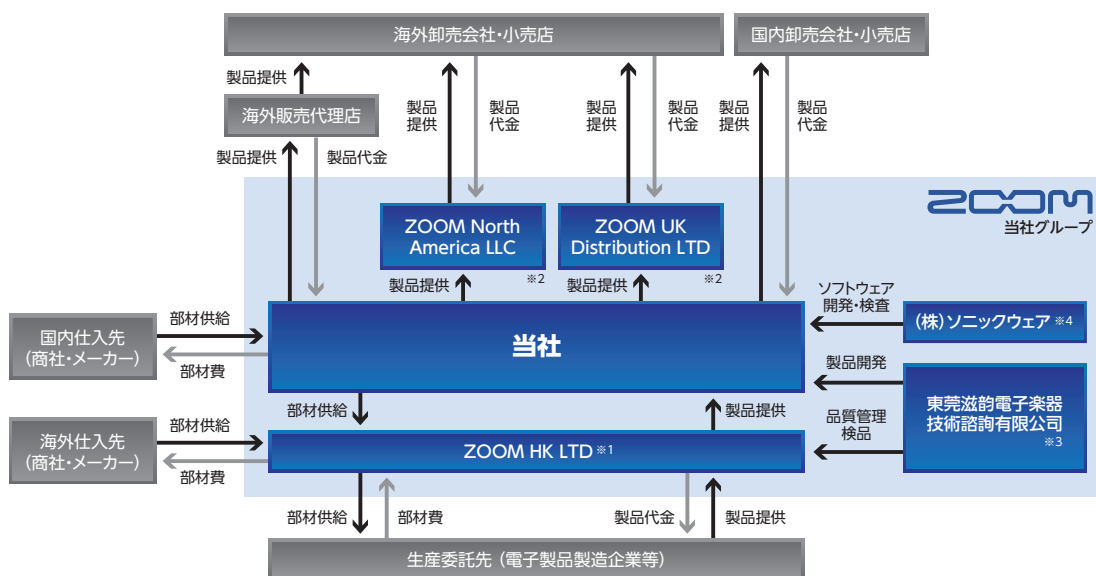 海外卸売会社・小売店
国内卸売会社・小売店
製品提供
海外販売代理店
製品
提供
製品
代金
製品
提供
製品
代金
製品
提供
製品
代金
製品提供
製品代金
ZOOM
当社グループ
ZOOM North
America LLC
※2
ZOOM UK
Distribution LTD
※2
製品提供
製品提供
ソフトウェア
開発・検査
(株)ソニックウェア ※4
部材供給
国内仕入先
(商社・メーカー)
部材費
当社
製品開発
東莞滋韵電子楽器
技術諮詢有限公司
※3
品質管理
検品
部材供給
製品提供
部材供給
海外仕入先
(商社・メーカー)
部材費
ZOOM HK LTD ※1
部材供給
部材費
製品代金
製品提供
生産委託先(電子製品製造企業等)